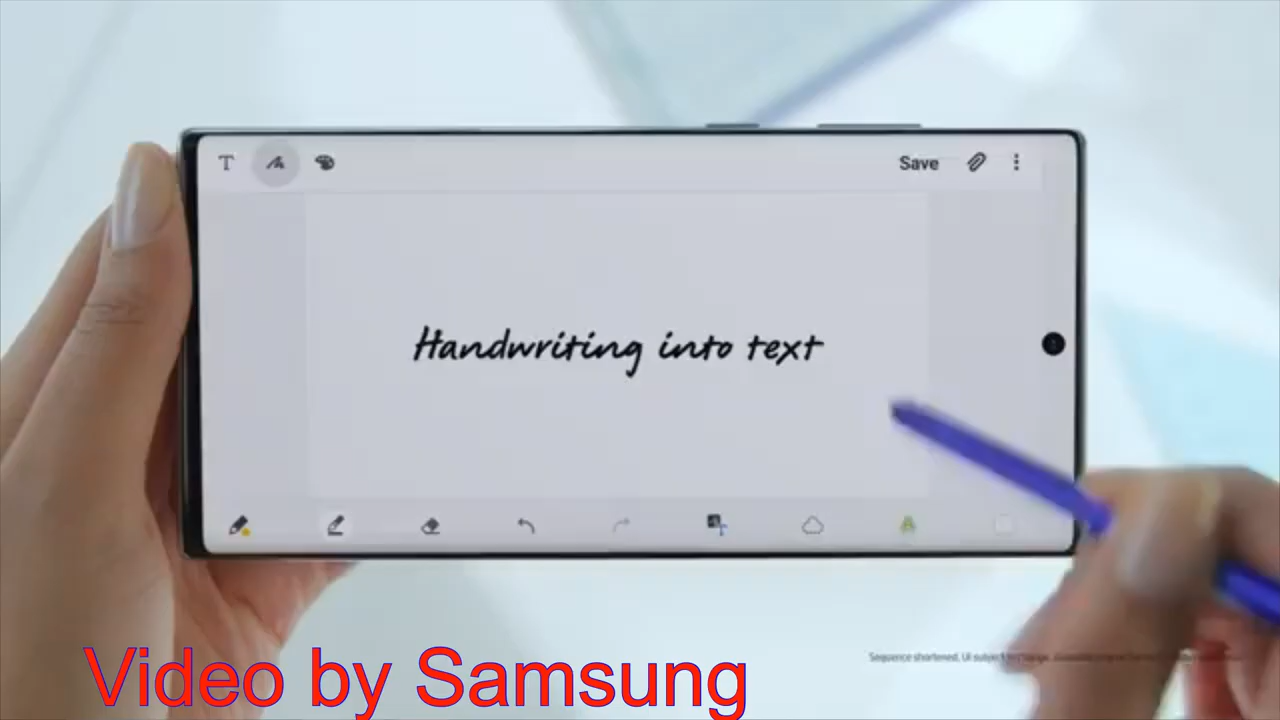 T
Save
Handwriting into text
Sequence shortened. UI subject to change.
Video by Samsung